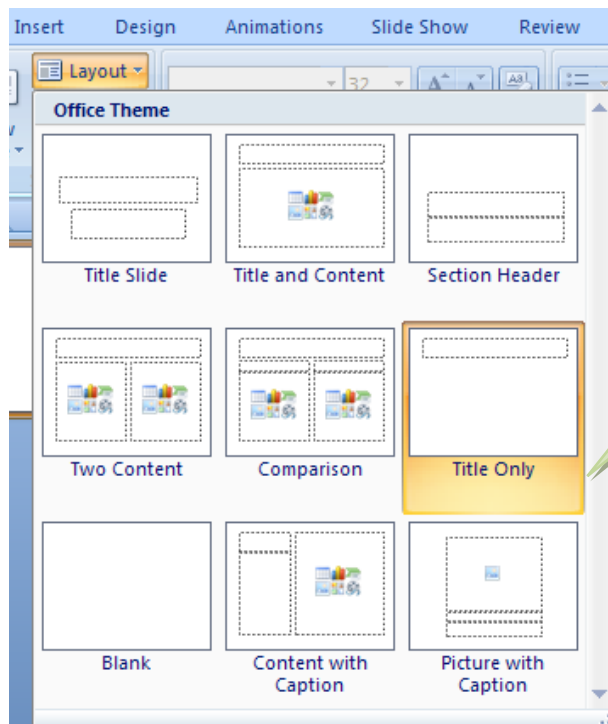 Insert Design Animations Slide Show Review
Layout 32 A A Aa
Office Theme
Title Slide Title and Content Section Header
Two Content Comparison Title Only
Blank Content with Caption Picture with Caption